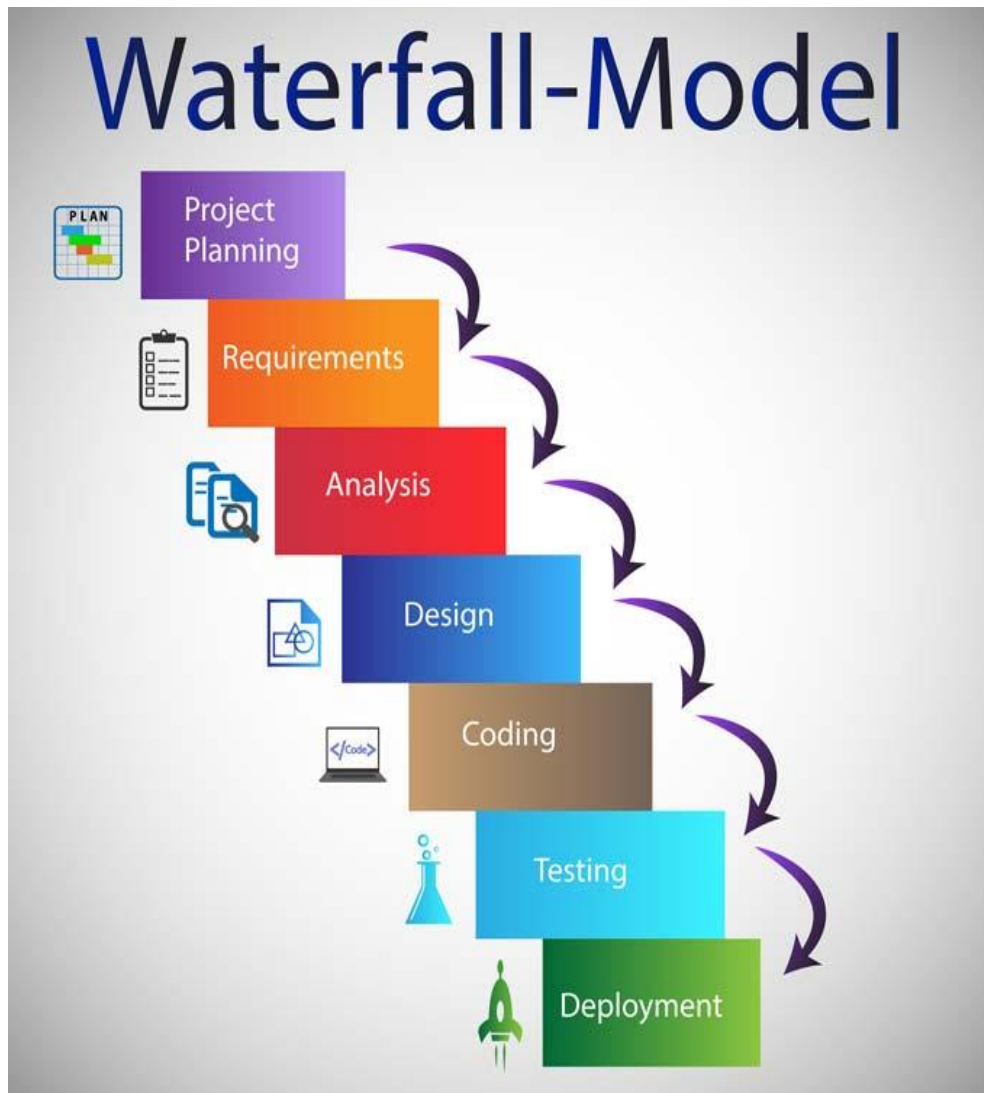 Waterfall-Model
PLAN
Project
Planning
Requirements
Analysis
Design
</Code>
Coding
Testing
Deployment